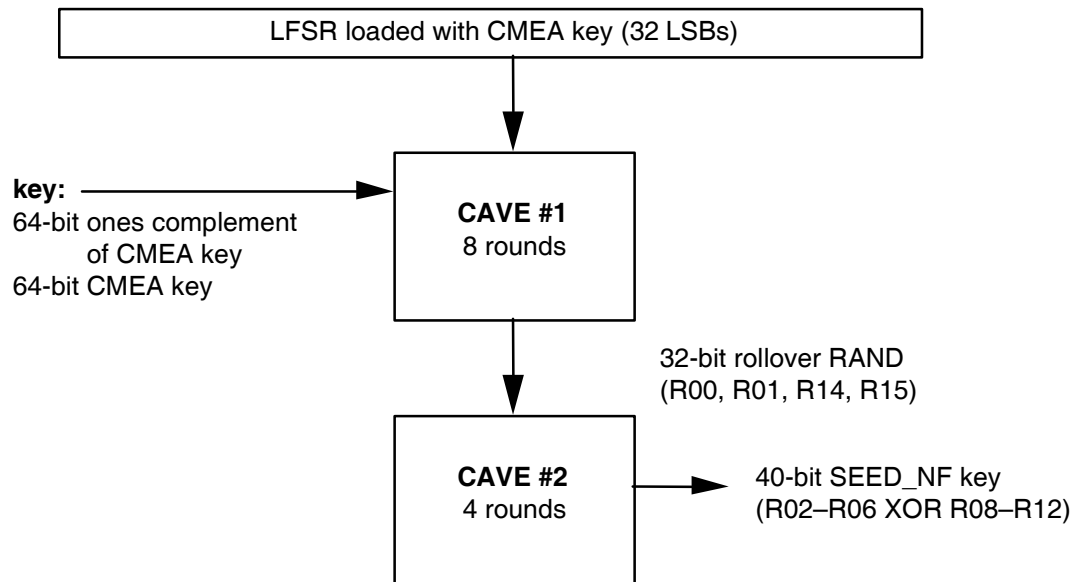 LFSR loaded with CMEA key (32 LSBs)
key:
64-bit ones complement
of CMEA key
64-bit CMEA key
CAVE #1
8 rounds
32-bit rollover RAND
(R00, R01, R14, R15)
CAVE #2
4 rounds
40-bit SEED_NF key
(R02–R06 XOR R08–R12)